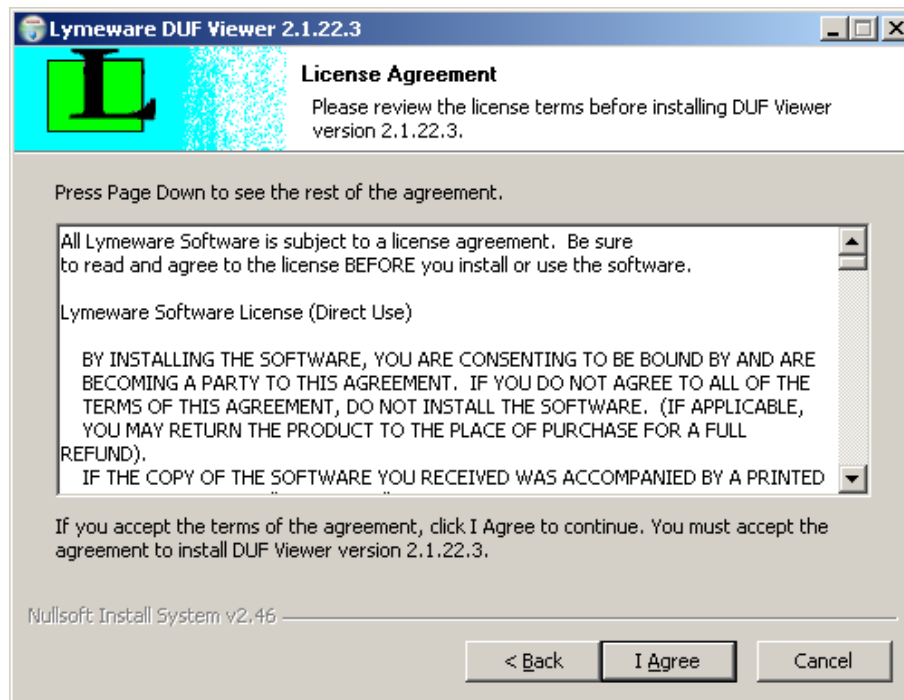 Lymeware DUF Viewer 2.1.22.3
L
License Agreement
Please review the license terms before installing DUF Viewer
version 2.1.22.3.
Press Page Down to see the rest of the agreement.
All Lymeware Software is subject to a license agreement.  Be sure
to read and agree to the license BEFORE you install or use the software.
Lymeware Software License (Direct Use)
BY INSTALLING THE SOFTWARE, YOU ARE CONSENTING TO BE BOUND BY AND ARE
BECOMING A PARTY TO THIS AGREEMENT.  IF YOU DO NOT AGREE TO ALL OF THE
TERMS OF THIS AGREEMENT, DO NOT INSTALL THE SOFTWARE.  (IF APPLICABLE,
YOU MAY RETURN THE PRODUCT TO THE PLACE OF PURCHASE FOR A FULL
REFUND).
IF THE COPY OF THE SOFTWARE YOU RECEIVED WAS ACCOMPANIED BY A PRINTED
If you accept the terms of the agreement, click I Agree to continue. You must accept the
agreement to install DUF Viewer version 2.1.22.3.
Nullsoft Install System v2.46
< Back
I Agree
Cancel